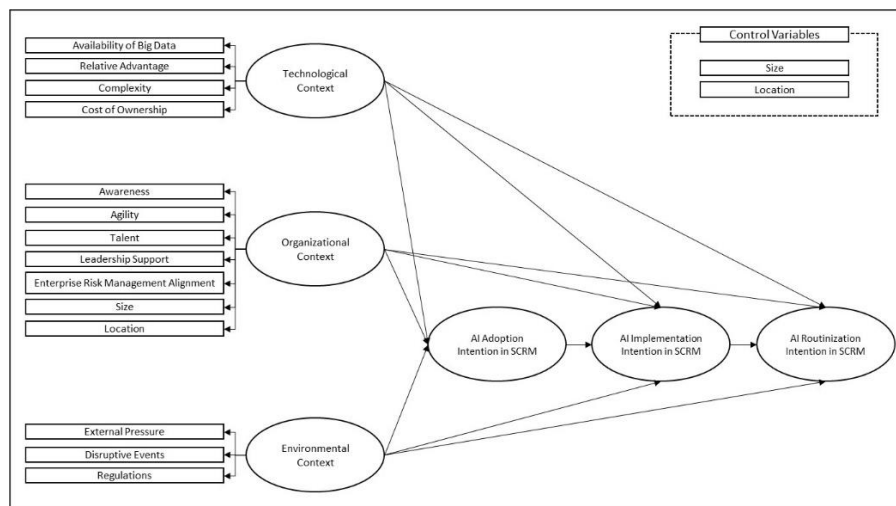 Availability of Big Data
Relative Advantage
Complexity
Cost of Ownership
Technological
Context
Control Variables
Size
Location
Awareness
Agility
Talent
Leadership Support
Enterprise Risk Management Alignment
Size
Location
Organizational
Context
AI Adoption
Intention in SCRM
AI Implementation
Intention in SCRM
AI Routinization
Intention in SCRM
External Pressure
Disruptive Events
Regulations
Environmental
Context